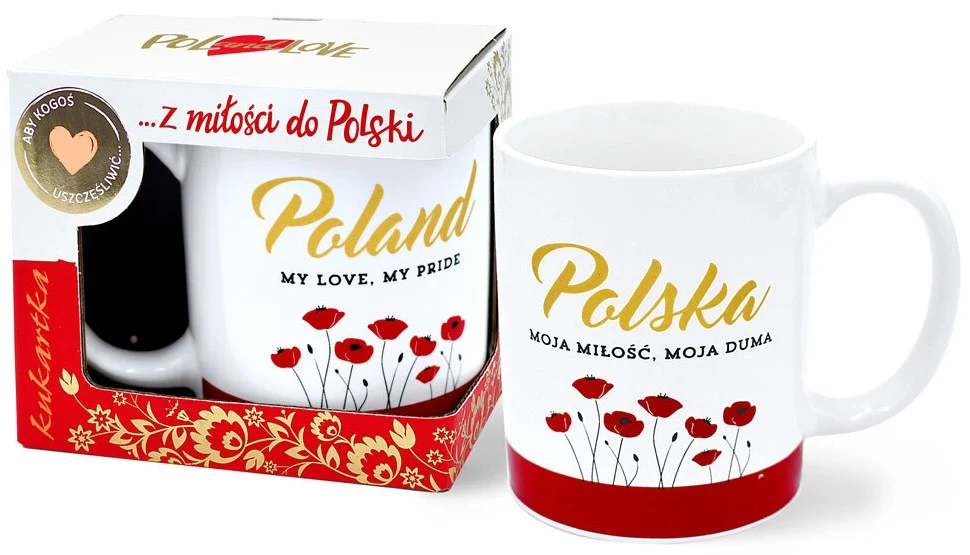 POLandLOVE
...z miłości do Polski
ABY KOGOŚ
USZCZĘŚLIWIĆ...
kukartka
Poland
MY LOVE, MY PRIDE
Polska
MOJA MIŁOŚĆ, MOJA DUMA